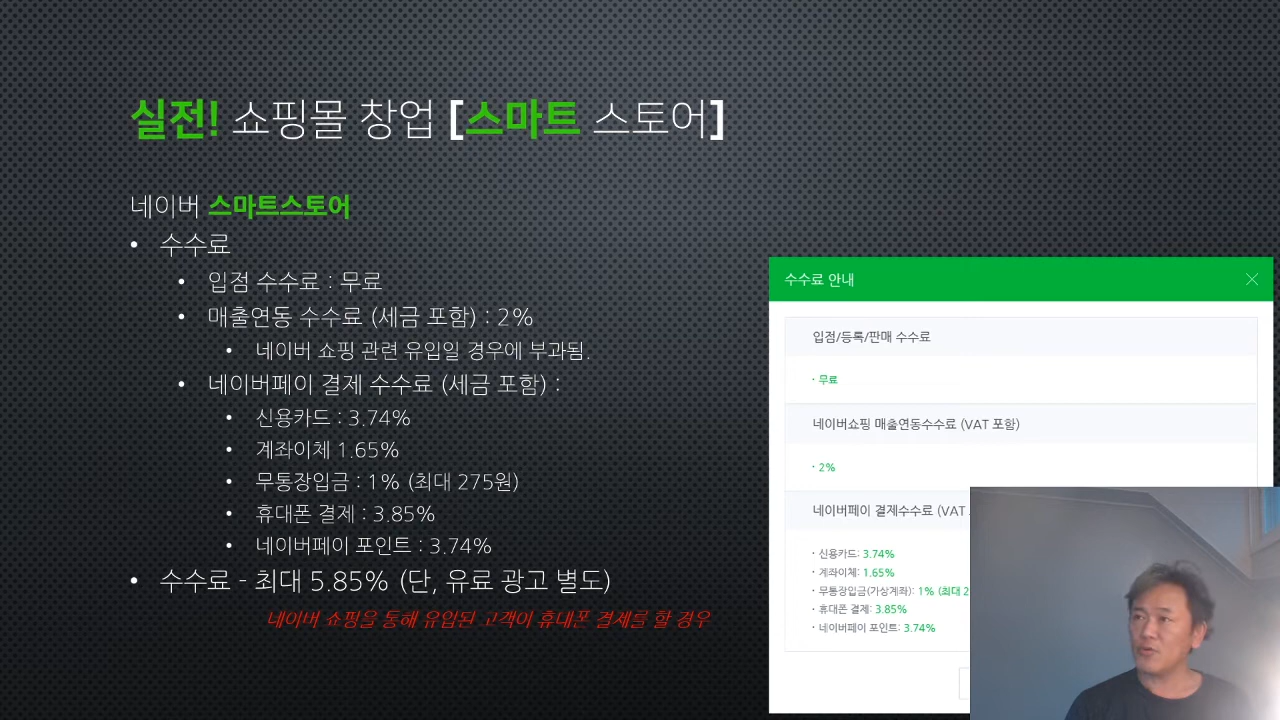 실전! 쇼핑몰 창업 [스마트 스토어]
네이버 스마트스토어
• 수수료
• 입점 수수료 : 무료
• 매출연동 수수료 (세금 포함) : 2%
• 네이버 쇼핑 관련 유입일 경우에 부과됨.
• 네이버페이 결제 수수료 (세금 포함) :
• 신용카드 : 3.74%
• 계좌이체 1.65%
• 무통장입금 : 1% (최대 275원)
• 휴대폰 결제 : 3.85%
• 네이버페이 포인트 : 3.74%
• 수수료 - 최대 5.85% (단, 유료 광고 별도)
네이버 쇼핑을 통해 유입된 고객이 휴대폰 결제를 할 경우
수수료 안내
입점/등록/판매 수수료
· 무료
네이버쇼핑 매출연동수수료 (VAT 포함)
· 2%
네이버페이 결제수수료 (VAT
· 신용카드: 3.74%
· 계좌이체: 1.65%
· 무통장입금(가상계좌): 1% (최대 2
· 휴대폰 결제: 3.85%
· 네이버페이 포인트: 3.74%